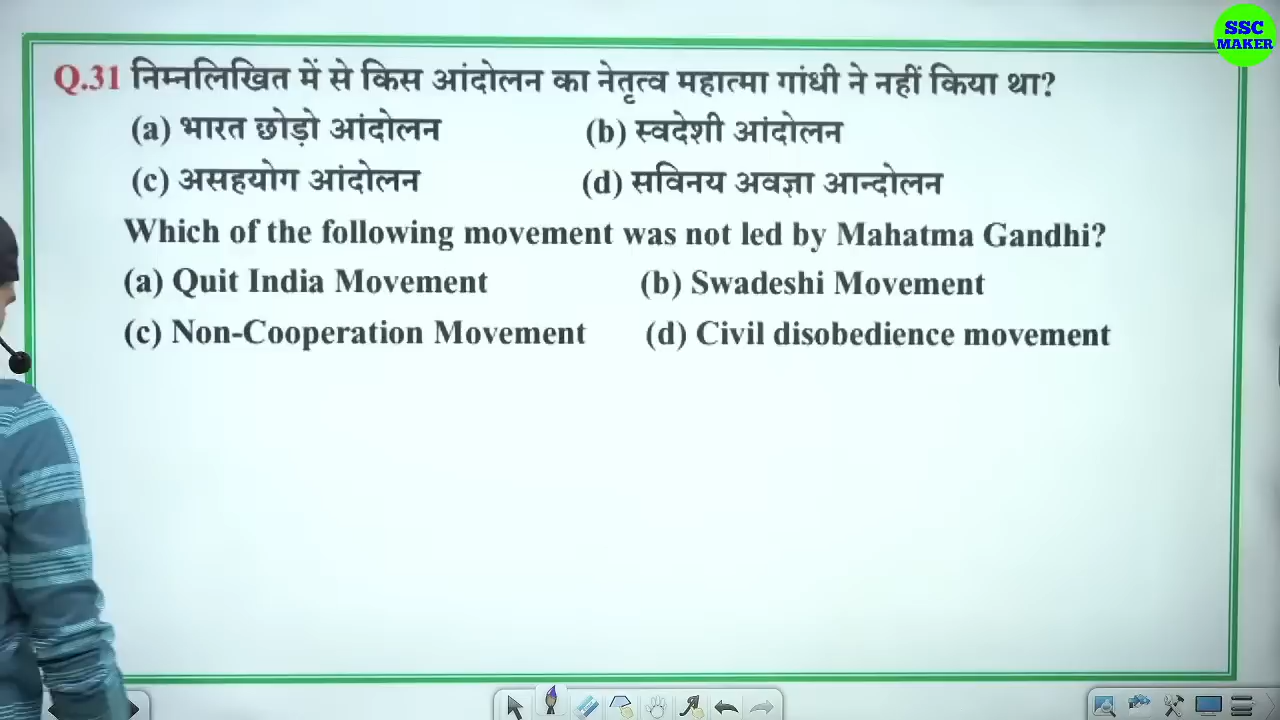 SSC
MAKER
Q.31 निम्नलिखित में से किस आंदोलन का नेतृत्व महात्मा गांधी ने नहीं किया था?
(a) भारत छोड़ो आंदोलन (b) स्वदेशी आंदोलन
(c) असहयोग आंदोलन (d) सविनय अवज्ञा आन्दोलन
Which of the following movement was not led by Mahatma Gandhi?
(a) Quit India Movement (b) Swadeshi Movement
(c) Non-Cooperation Movement (d) Civil disobedience movement